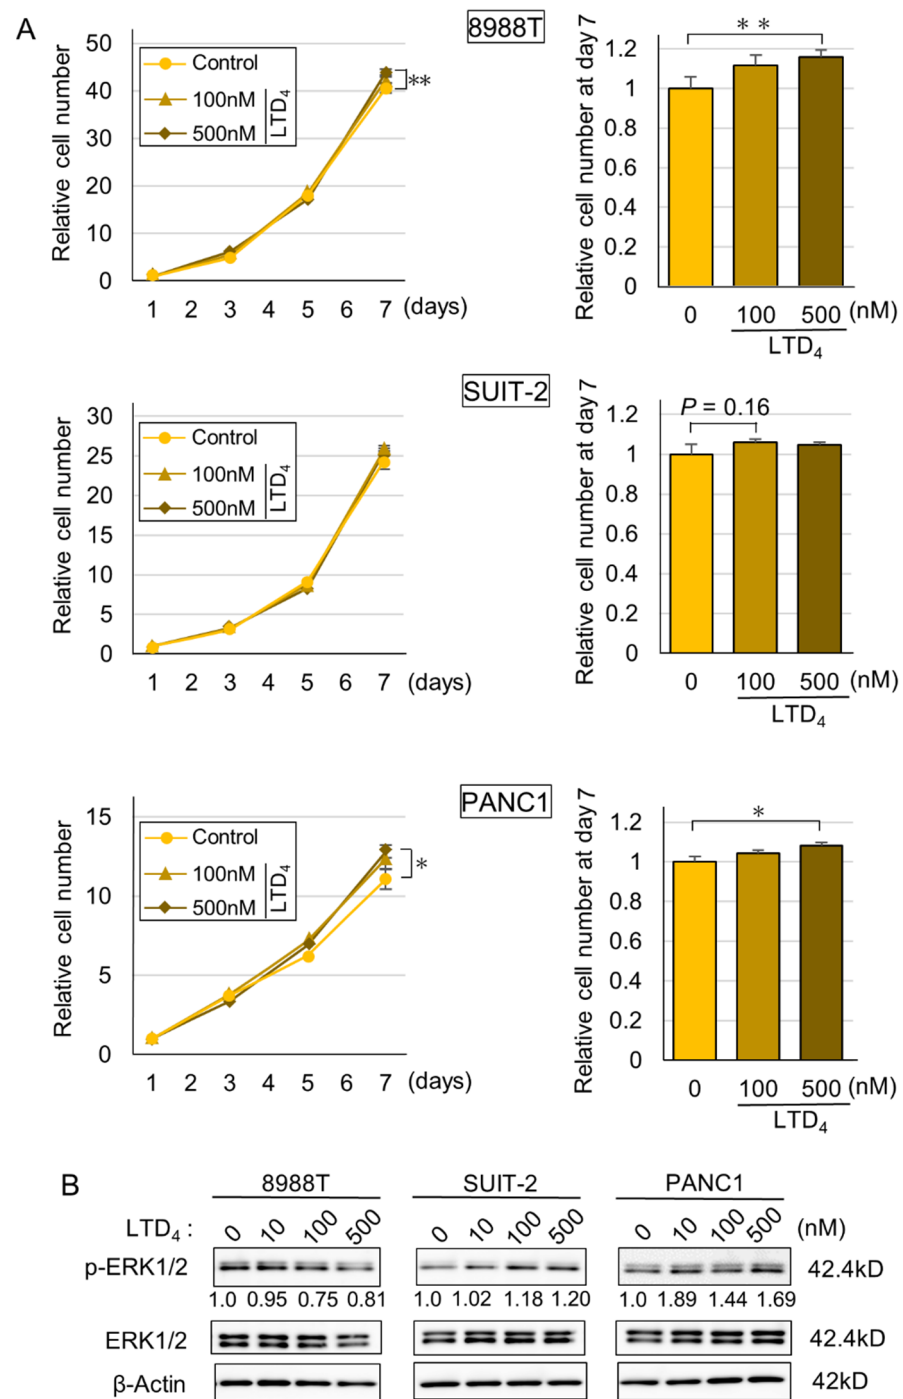 A
8988T
Relative cell number
50
40
30
20
10
0
Control
100nM
500nM
LTD4
**
1 2 3 4 5 6 7 (days)
Relative cell number at day 7
1.2
1
0.8
0.6
0.4
0.2
0
* *
0 100 500 (nM)
LTD4
SUIT-2
Relative cell number
30
25
20
15
10
5
0
Control
100nM
500nM
LTD4
1 2 3 4 5 6 7 (days)
Relative cell number at day 7
1.2
1
0.8
0.6
0.4
0.2
0
P = 0.16
0 100 500 (nM)
LTD4
PANC1
Relative cell number
15
10
5
0
Control
100nM
500nM
LTD4
*
1 2 3 4 5 6 7 (days)
Relative cell number at day 7
1.2
1
0.8
0.6
0.4
0.2
0
*
0 100 500 (nM)
LTD4
B
8988T SUIT-2 PANC1
LTD4 : 0 10 100 500 0 10 100 500 0 10 100 500 (nM)
p-ERK1/2 42.4kD
1.0 0.95 0.75 0.81 1.0 1.02 1.18 1.20 1.0 1.89 1.44 1.69
ERK1/2 42.4kD
β-Actin 42kD